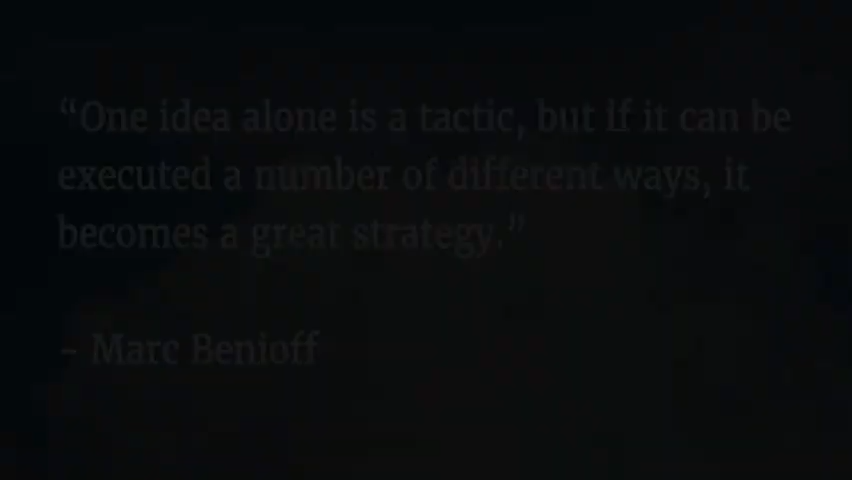 “One idea alone is a tactic, but if it can be
executed a number of different ways, it
becomes a great strategy.”
- Marc Benioff